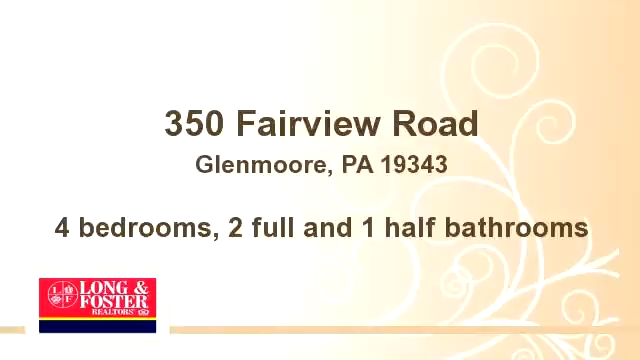 350 Fairview Road
Glenmoore, PA 19343
4 bedrooms, 2 full and 1 half bathrooms
LONG &
FOSTER
REALTORS